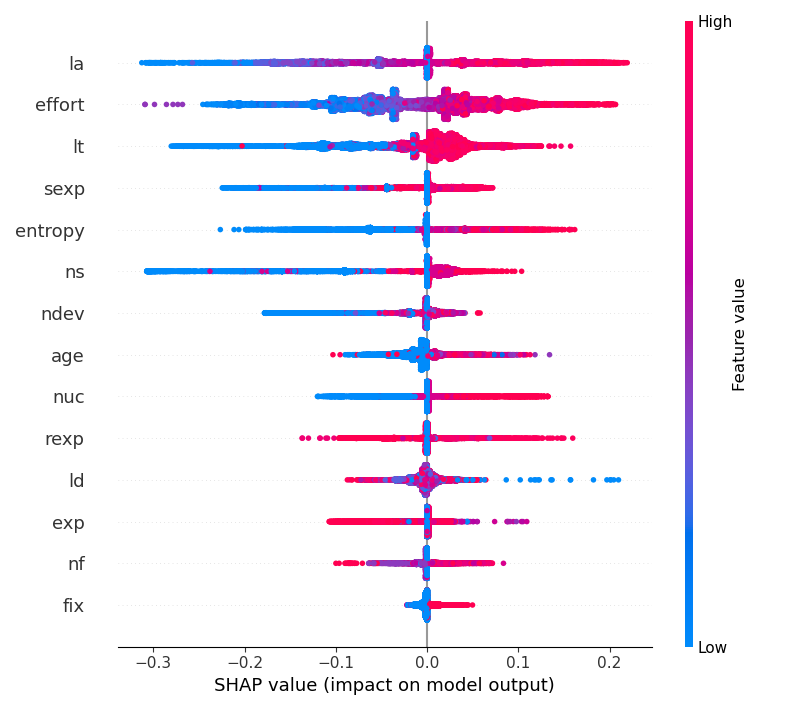 la
effort
lt
sexp
entropy
ns
ndev
age
nuc
rexp
ld
exp
nf
fix
−0.3 −0.2 −0.1 0.0 0.1 0.2
SHAP value (impact on model output)
High
Feature value
Low